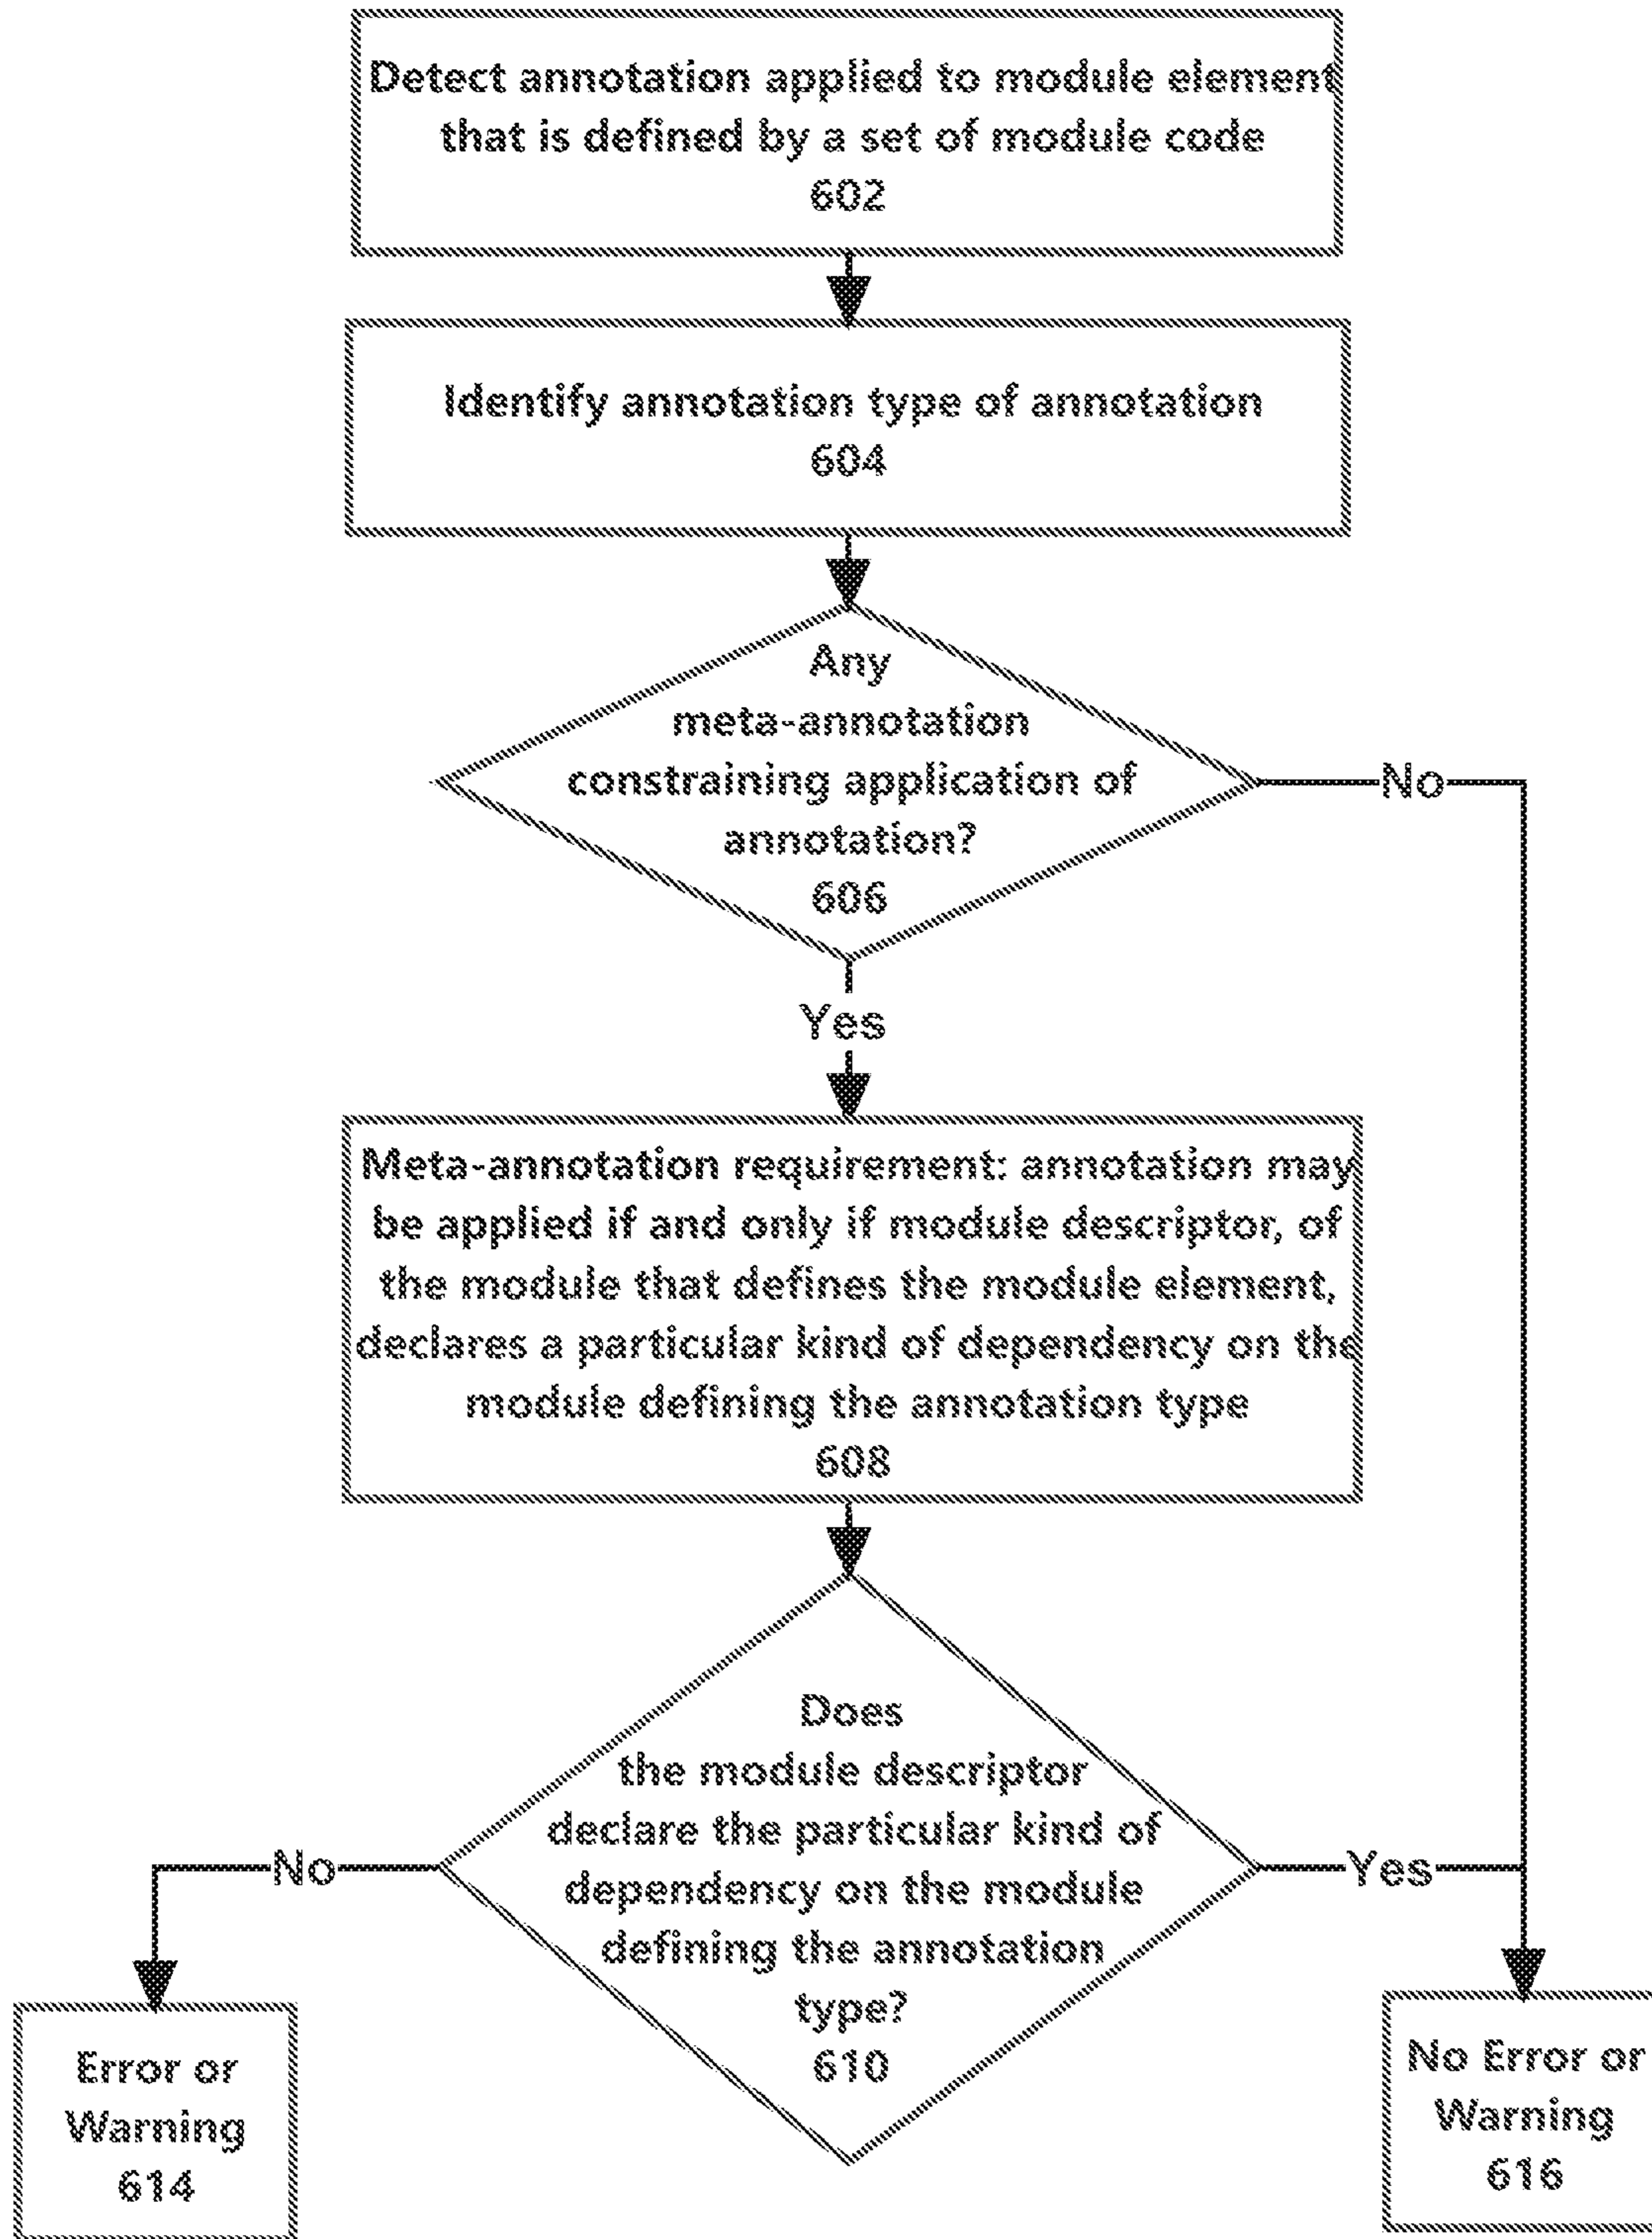 Detect annotation applied to module element
that is defined by a set of module code
602
Identify annotation type of annotation
604
Any
meta-annotation
constraining application of
annotation?
606
No
Yes
Meta-annotation requirement: annotation may
be applied if and only if module descriptor, of
the module that defines the module element,
declares a particular kind of dependency on the
module defining the annotation type
608
Does
the module descriptor
declare the particular kind of
dependency on the module
defining the annotation
type?
610
No
Yes
Error or
Warning
614
No Error or
Warning
616